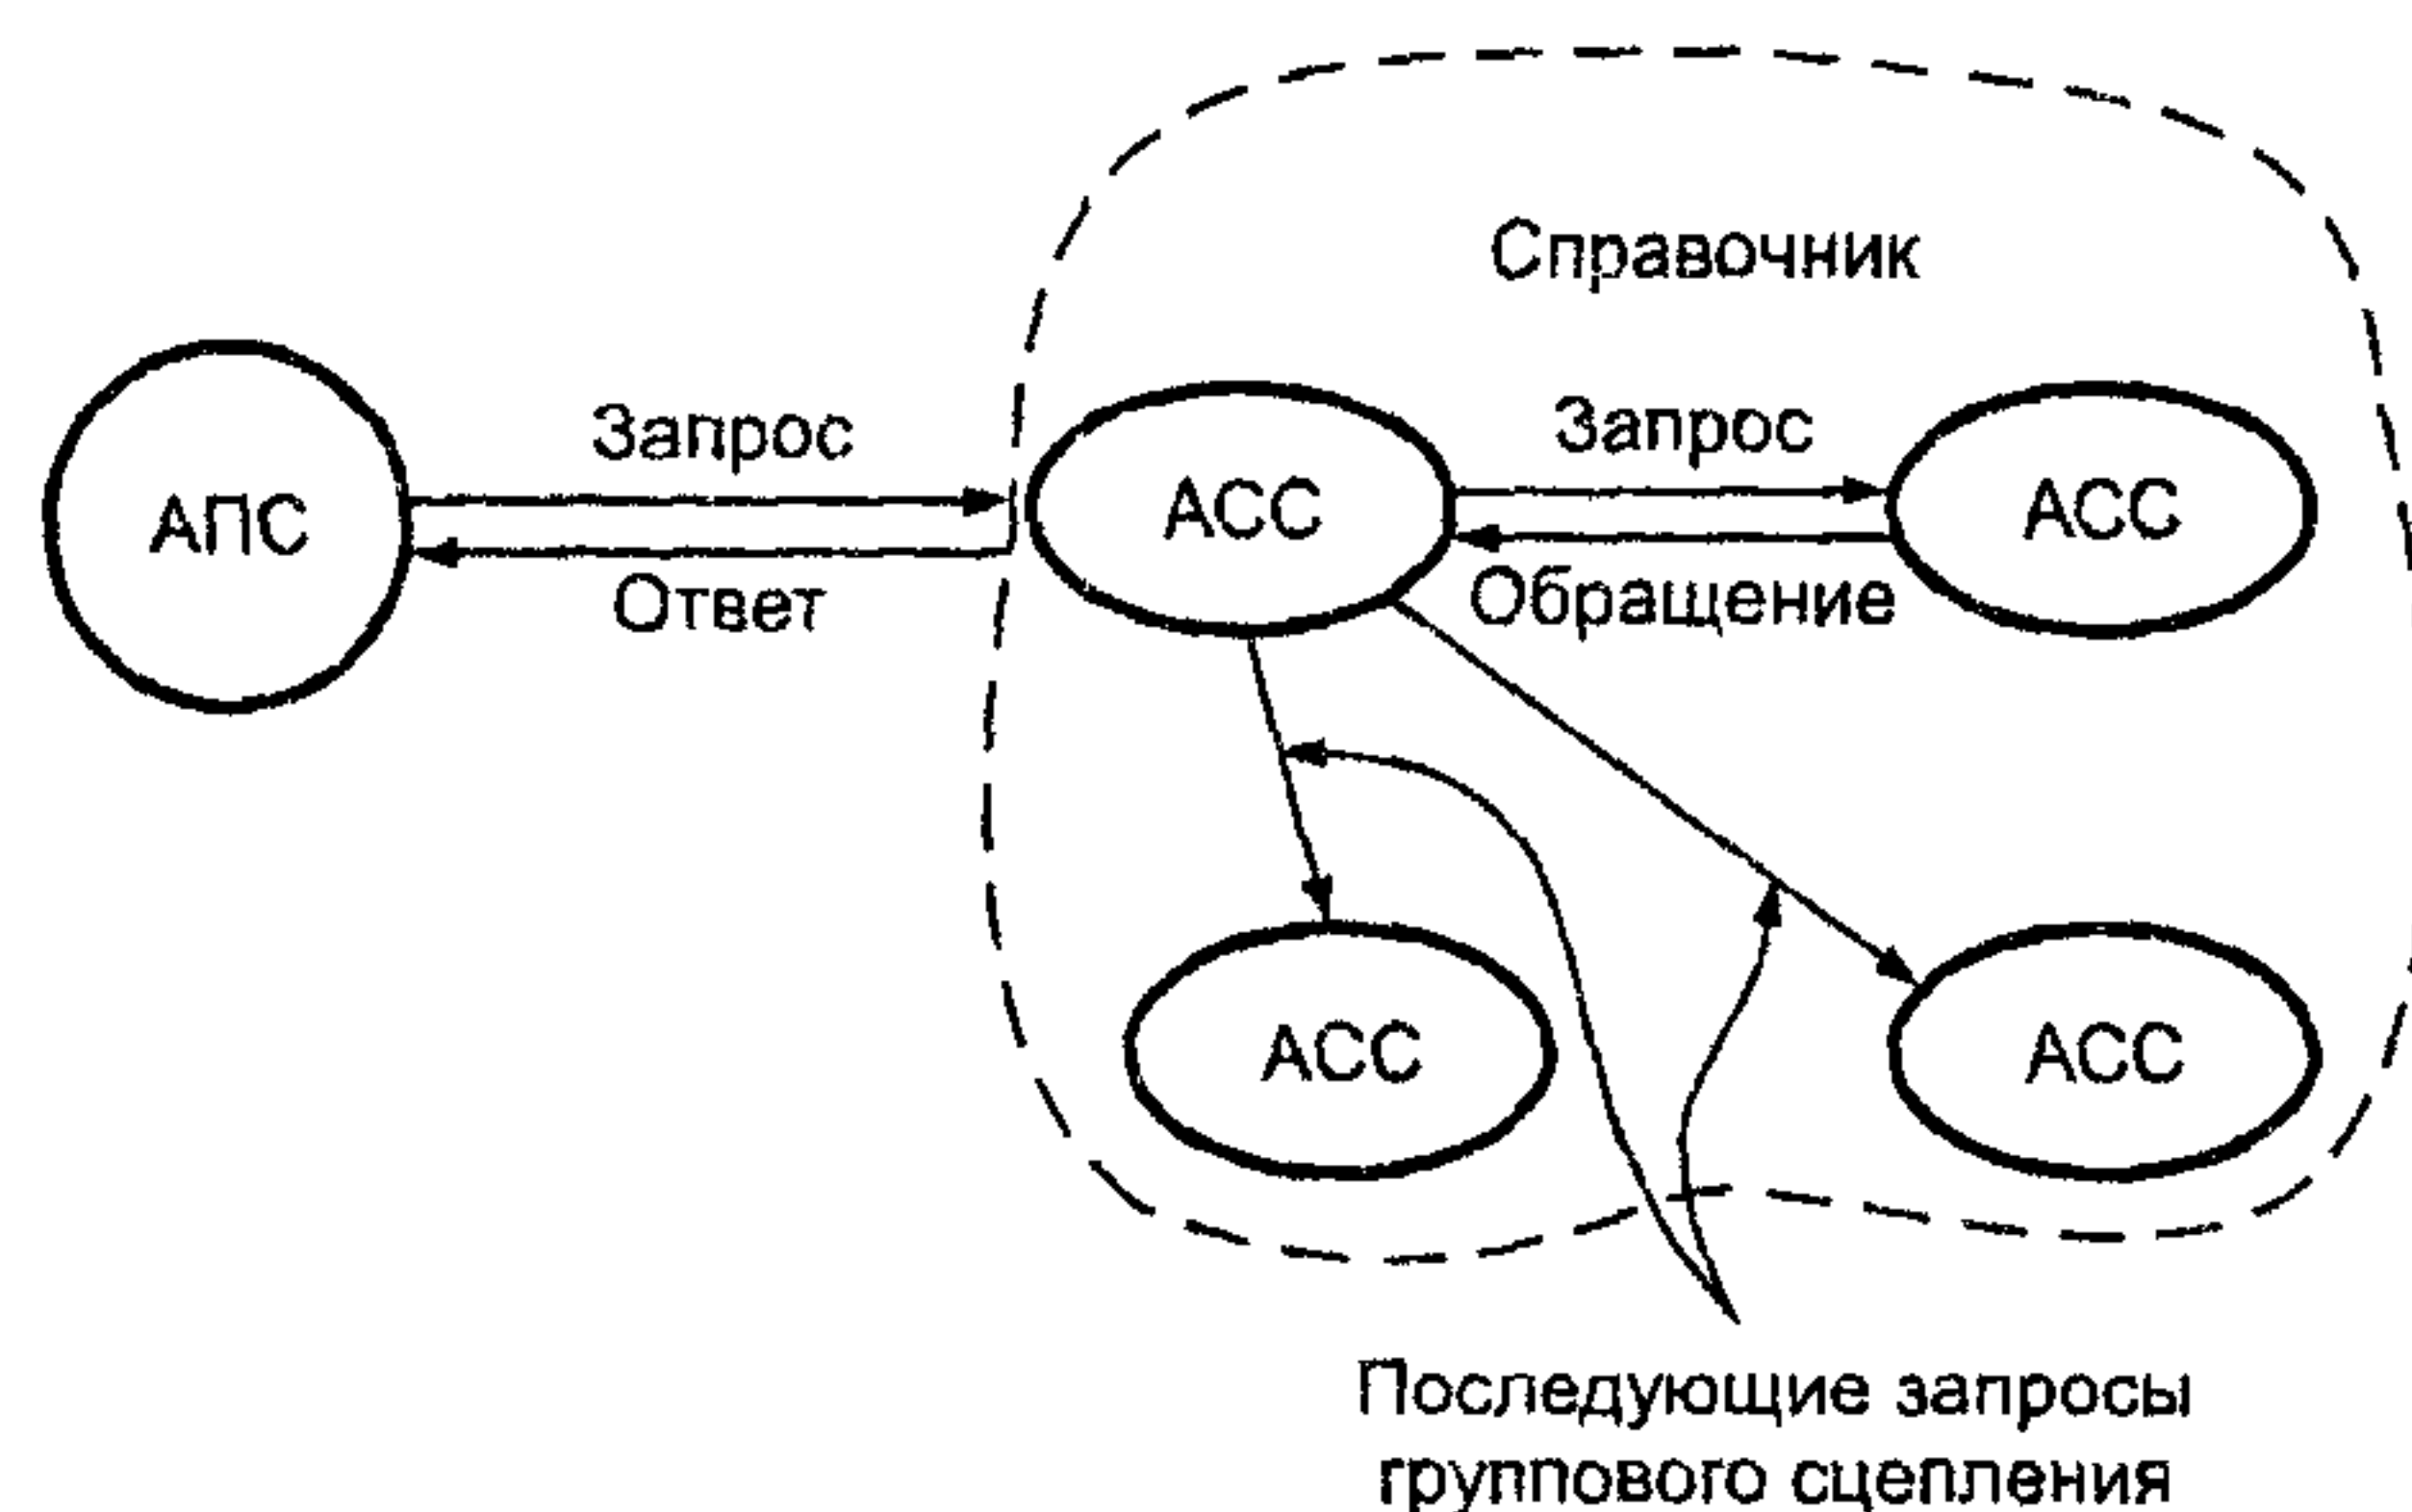 Справочник
Запрос
Запрос
АПС
АСС
АСС
Ответ
Обращение
АСС
АСС
Последующие запросы
группового сцепления